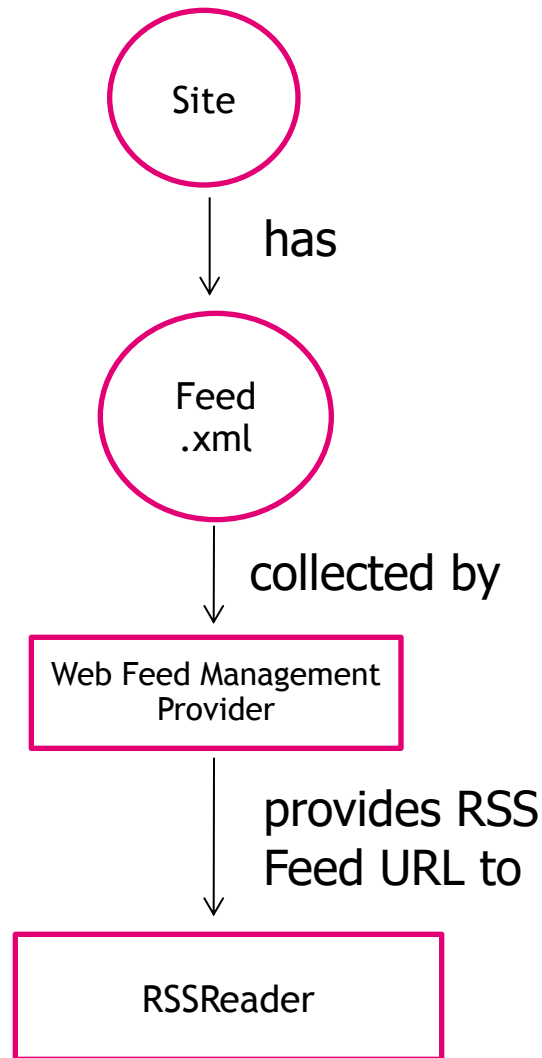 Site
has
Feed
.xml
collected by
Web Feed Management
Provider
provides RSS
Feed URL to
RSSReader